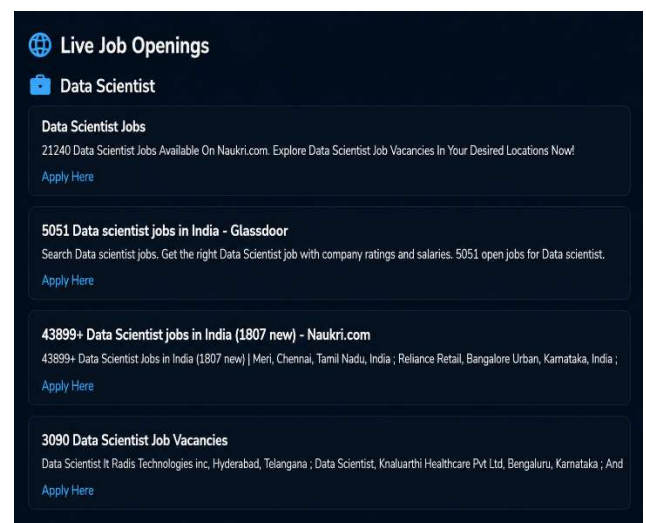 Live Job Openings
Data Scientist
Data Scientist Jobs
21240 Data Scientist Jobs Available On Naukri.com. Explore Data Scientist Job Vacancies In Your Desired Locations Now!
Apply Here
5051 Data scientist jobs in India - Glassdoor
Search Data scientist jobs. Get the right Data Scientist job with company ratings and salaries. 5051 open jobs for Data scientist.
Apply Here
43899+ Data Scientist jobs in India (1807 new) - Naukri.com
43899+ Data Scientist Jobs in India (1807 new) | Meri, Chennai, Tamil Nadu, India ; Reliance Retail, Bangalore Urban, Karnataka, India ;
Apply Here
3090 Data Scientist Job Vacancies
Data Scientist It Radis Technologies inc, Hyderabad, Telangana ; Data Scientist, Knaluarthi Healthcare Pvt Ltd, Bengaluru, Karnataka ; And
Apply Here